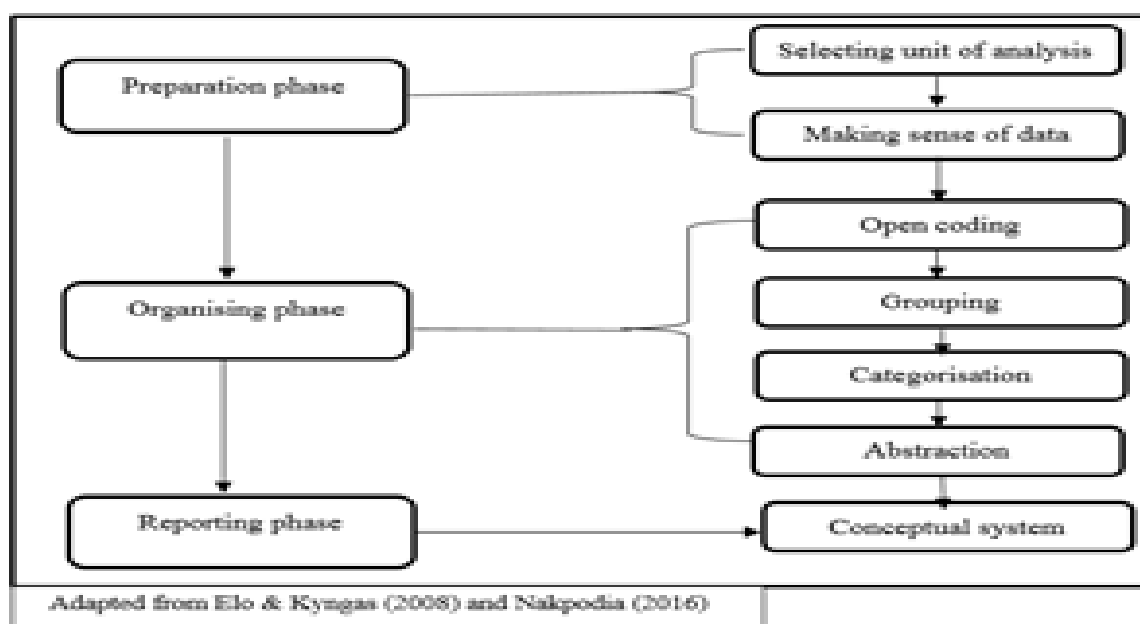 Preparation phase
Selecting unit of analysis
Making sense of data
Organising phase
Open coding
Grouping
Categorisation
Abstraction
Reporting phase
Conceptual system
Adapted from Elo & Kyngas (2008) and Nakpodia (2016)